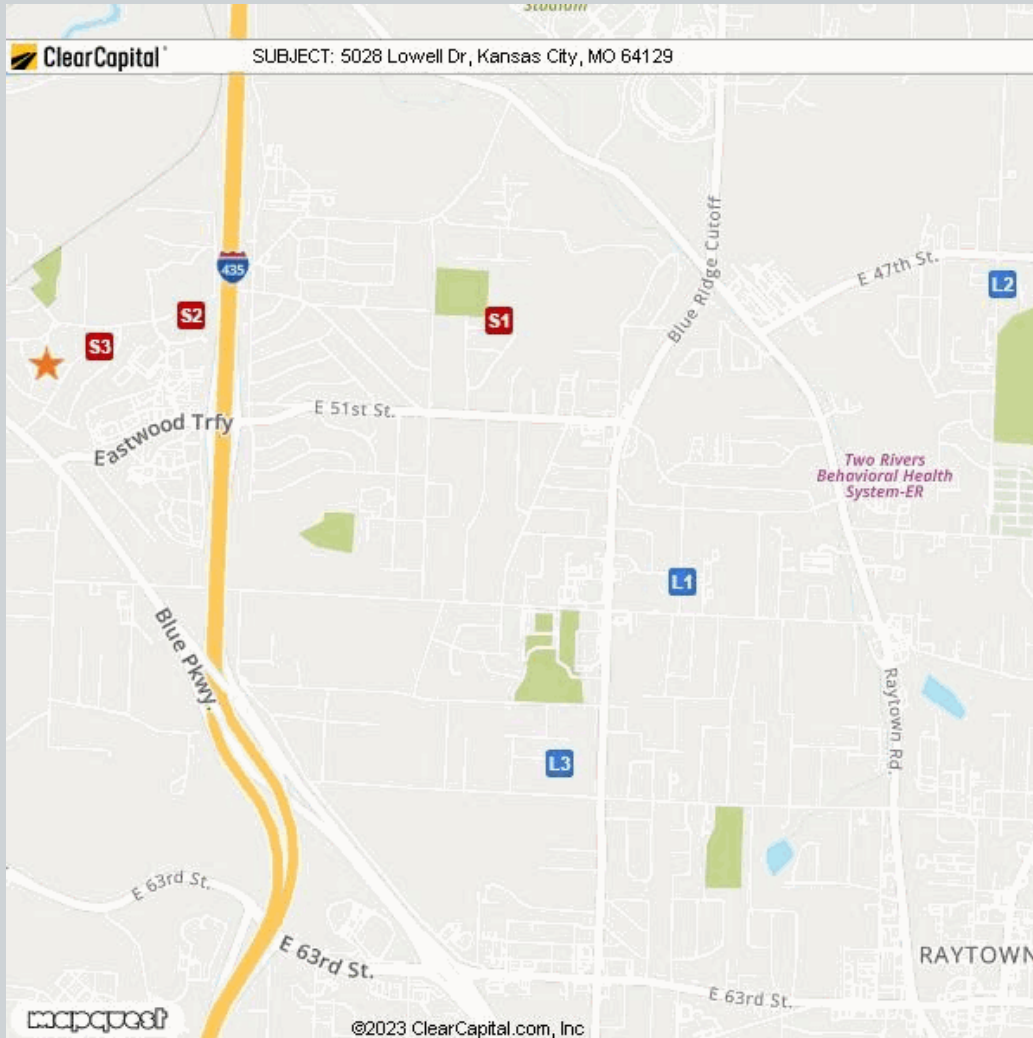 Stadium
ClearCapital
SUBJECT: 5028 Lowell Dr, Kansas City, MO 64129
Blue Ridge Cutoff
E 47th St.
435
L2
S2
S1
S3
E 51st St.
Eastwood Trfy
Two Rivers
Behavioral Health
System-ER
L1
Blue Pkwy.
Raytown Rd.
L3
E 63rd St.
E 63rd St.
RAYTOWN
E 63rd St.
mapquest
©2023 ClearCapital.com, Inc